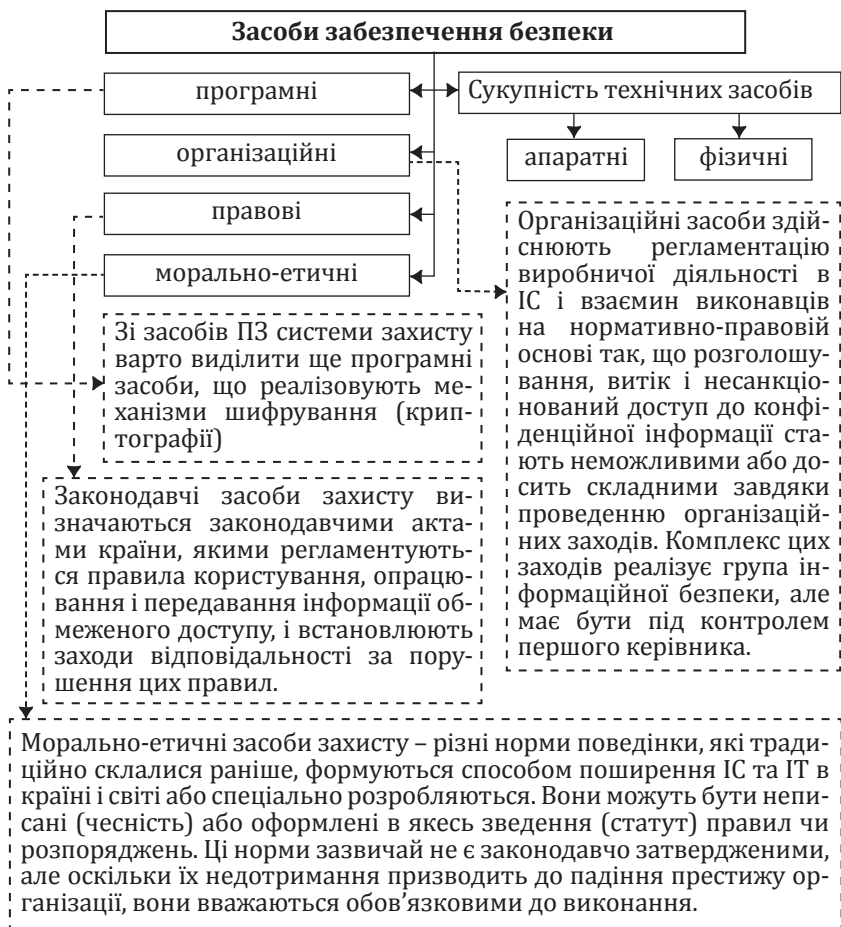 Засоби забезпечення безпеки
програмні
Сукупність технічних засобів
організаційні
апаратні
фізичні
правові
морально-етичні
Організаційні засоби здій-
снюють регламентацію
виробничої діяльності в
ІС і взаємин виконавців
на нормативно-правовій
основі так, що розголошу-
вання, витік і несанкціо-
нований доступ до конфі-
денційної інформації ста-
ють неможливими або до-
сить складними завдяки
проведенню організацій-
них заходів. Комплекс цих
заходів реалізує група ін-
формаційної безпеки, але
має бути під контролем
першого керівника.
Зі засобів ПЗ системи захисту
варто виділити ще програмні
засоби, що реалізовують ме-
ханізми шифрування (крип-
тографії)
Законодавчі засоби захисту ви-
значаються законодавчими акта-
ми країни, якими регламентують-
ся правила користування, опрацю-
вання і передавання інформації об-
меженого доступу, і встановлюють
заходи відповідальності за пору-
шення цих правил.
Морально-етичні засоби захисту – різні норми поведінки, які тради-
ційно склалися раніше, формуються способом поширення ІС та ІТ в
країні і світі або спеціально розробляються. Вони можуть бути непи-
сані (чесність) або оформлені в якесь зведення (статут) правил чи
розпоряджень. Ці норми зазвичай не є законодавчо затвердженими,
але оскільки їх недотримання призводить до падіння престижу ор-
ганізації, вони вважаються обов’язковими до виконання.